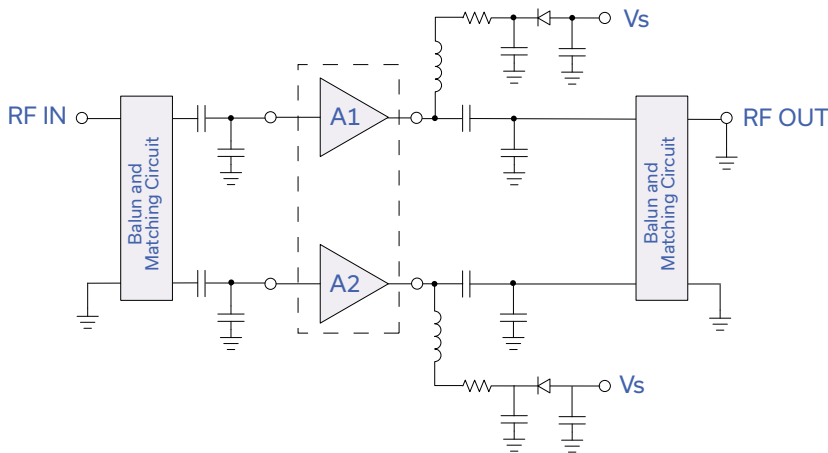 Vs
RF IN
A1
RF OUT
Balun and
Matching Circuit
Balun and
Matching Circuit
A2
Vs